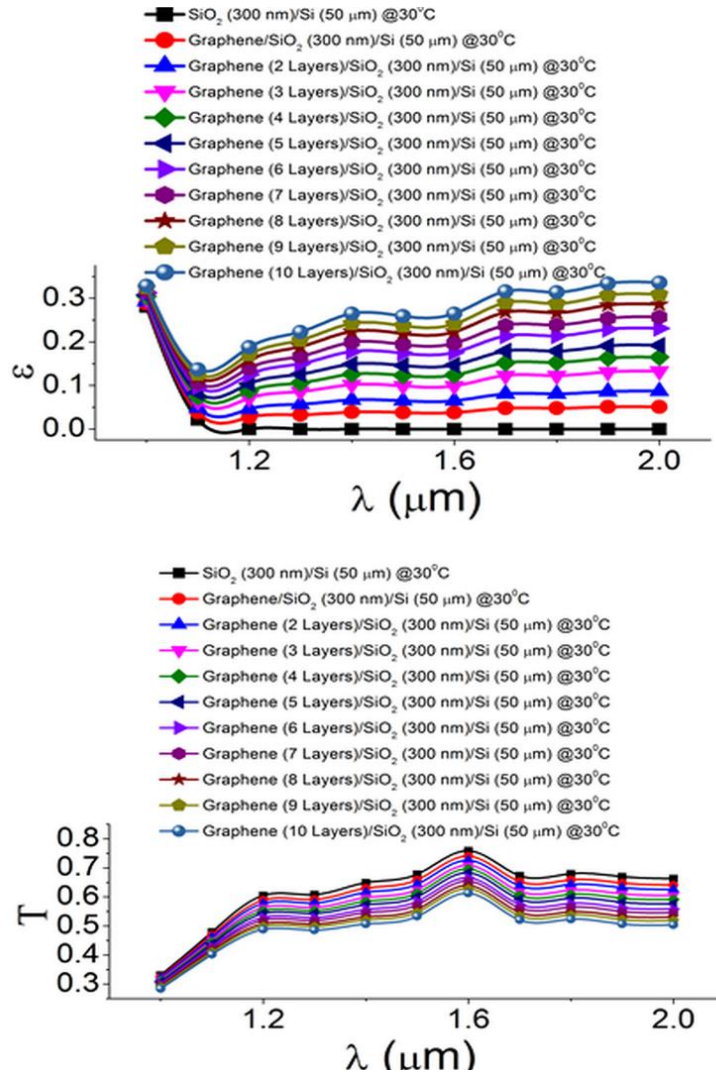 SiO₂ (300 nm)/Si (50 μm) @30°C
Graphene/SiO₂ (300 nm)/Si (50 μm) @30°C
Graphene (2 Layers)/SiO₂ (300 nm)/Si (50 μm) @30°C
Graphene (3 Layers)/SiO₂ (300 nm)/Si (50 μm) @30°C
Graphene (4 Layers)/SiO₂ (300 nm)/Si (50 μm) @30°C
Graphene (5 Layers)/SiO₂ (300 nm)/Si (50 μm) @30°C
Graphene (6 Layers)/SiO₂ (300 nm)/Si (50 μm) @30°C
Graphene (7 Layers)/SiO₂ (300 nm)/Si (50 μm) @30°C
Graphene (8 Layers)/SiO₂ (300 nm)/Si (50 μm) @30°C
Graphene (9 Layers)/SiO₂ (300 nm)/Si (50 μm) @30°C
Graphene (10 Layers)/SiO₂ (300 nm)/Si (50 μm) @30°C
0.3
0.2
0.1
0.0
ε
1.2 1.6 2.0
λ (μm)
SiO₂ (300 nm)/Si (50 μm) @30°C
Graphene/SiO₂ (300 nm)/Si (50 μm) @30°C
Graphene (2 Layers)/SiO₂ (300 nm)/Si (50 μm) @30°C
Graphene (3 Layers)/SiO₂ (300 nm)/Si (50 μm) @30°C
Graphene (4 Layers)/SiO₂ (300 nm)/Si (50 μm) @30°C
Graphene (5 Layers)/SiO₂ (300 nm)/Si (50 μm) @30°C
Graphene (6 Layers)/SiO₂ (300 nm)/Si (50 μm) @30°C
Graphene (7 Layers)/SiO₂ (300 nm)/Si (50 μm) @30°C
Graphene (8 Layers)/SiO₂ (300 nm)/Si (50 μm) @30°C
Graphene (9 Layers)/SiO₂ (300 nm)/Si (50 μm) @30°C
Graphene (10 Layers)/SiO₂ (300 nm)/Si (50 μm) @30°C
0.8
0.7
0.6
0.5
0.4
0.3
T
1.2 1.6 2.0
λ (μm)